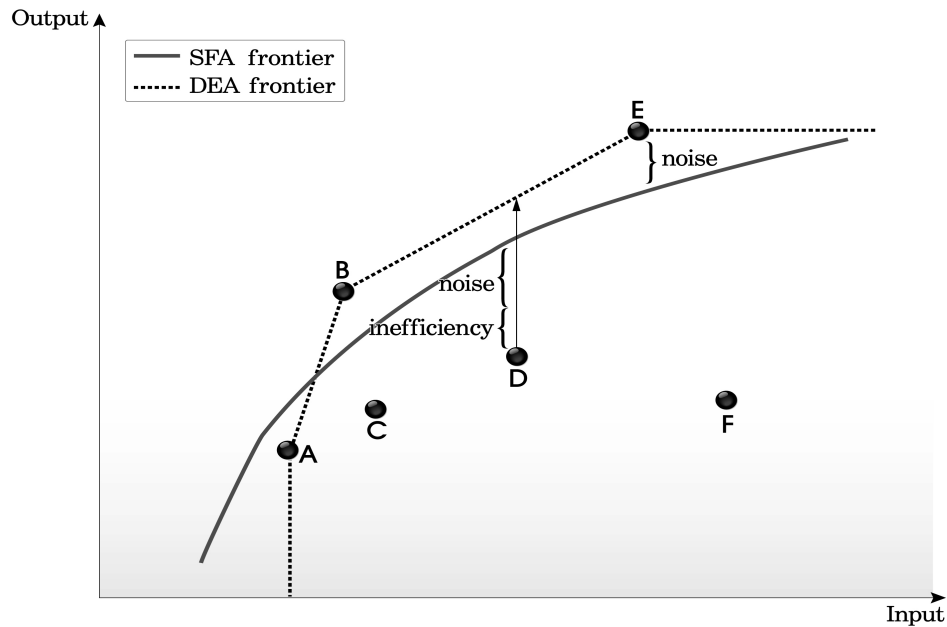 Output
SFA frontier
DEA frontier
E
noise
B
noise
inefficiency
D
C
F
A
Input